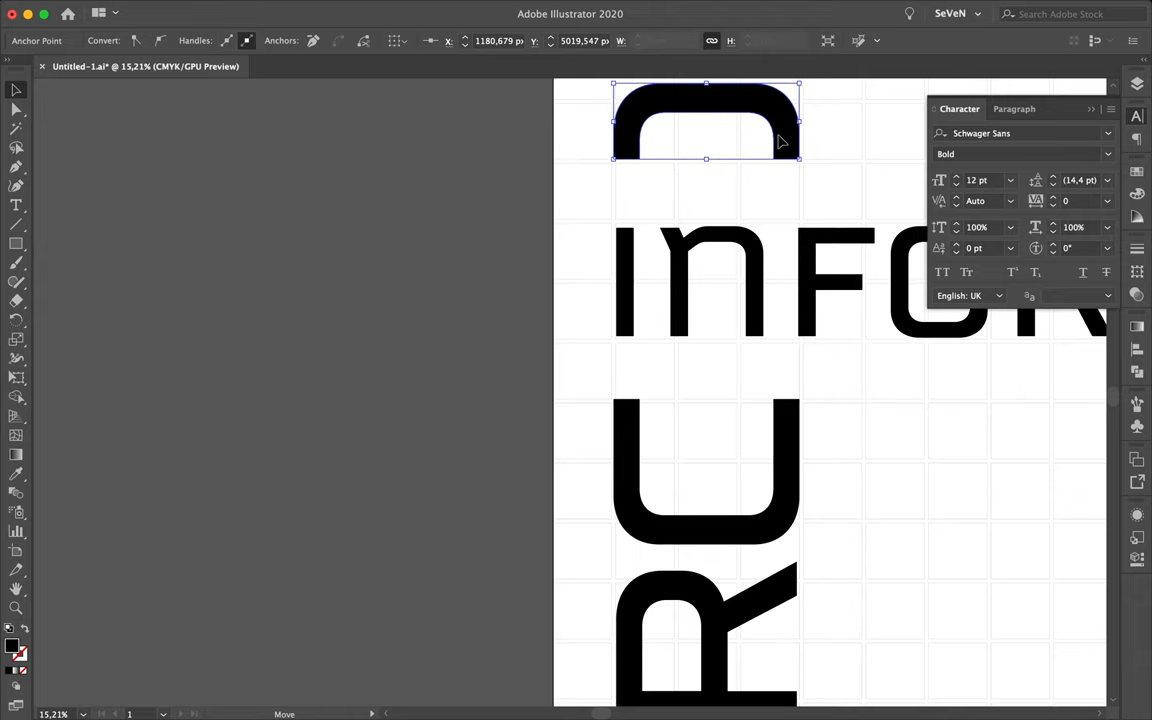 Adobe Illustrator 2020
SeVeN
Search Adobe Stock
Anchor Point
Convert:
Handles:
Anchors:
X:
1180,679 px
Y:
5019,547 px
W:
H:
Untitled-1.ai* @ 15,21% (CMYK/GPU Preview)
Character
Paragraph
Schwager Sans
Bold
12 pt
(14,4 pt)
Auto
0
100%
100%
0 pt
0°
English: UK
INFOR
RC
15,21%
1
Move